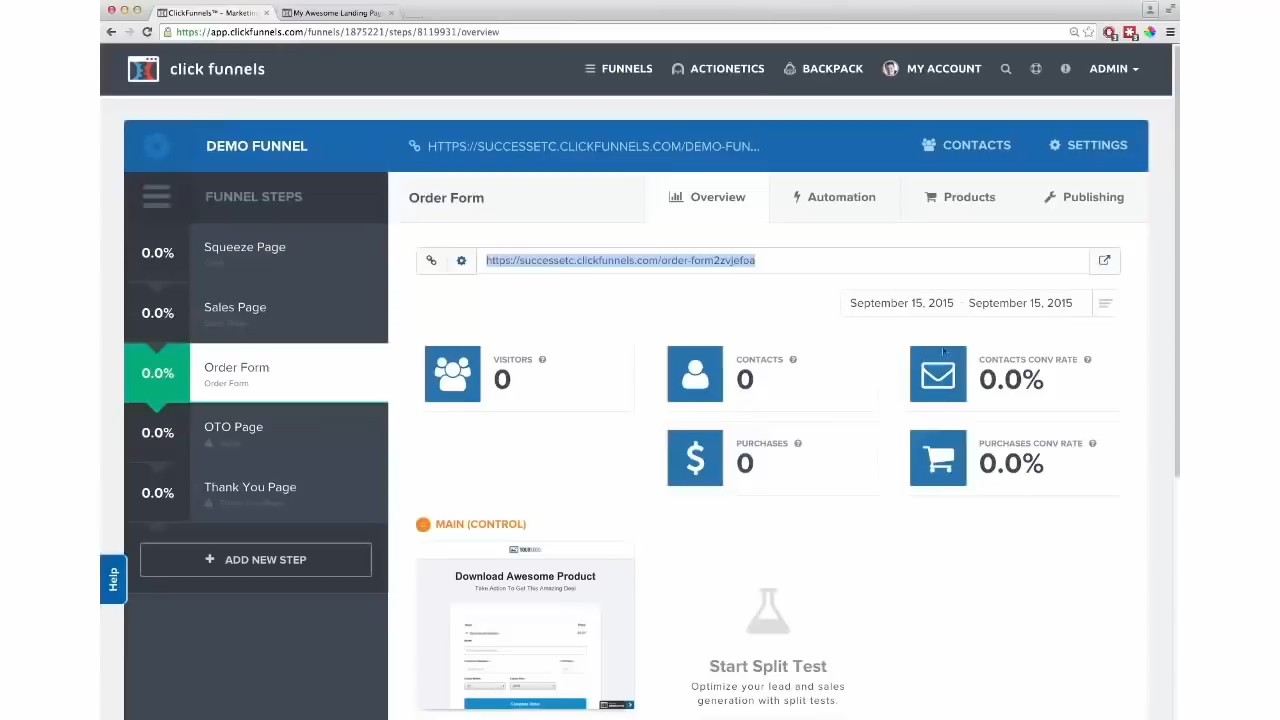 ClickFunnels™ - Marketin
My Awesome Landing Pag
https://app.clickfunnels.com/funnels/1875221/steps/8119931/overview
click funnels
FUNNELS
ACTIONETICS
BACKPACK
MY ACCOUNT
ADMIN
DEMO FUNNEL
HTTPS://SUCCESSETC.CLICKFUNNELS.COM/DEMO-FUN...
CONTACTS
SETTINGS
FUNNEL STEPS
Order Form
Overview
Automation
Products
Publishing
0.0%
Squeeze Page
https://successetc.clickfunnels.com/order-form2zvjefoa
September 15, 2015 - September 15, 2015
0.0%
Sales Page
Sales Page
0.0%
Order Form
Order Form
VISITORS
0
CONTACTS
0
CONTACTS CONV RATE
0.0%
0.0%
OTO Page
PURCHASES
0
PURCHASES CONV RATE
0.0%
0.0%
Thank You Page
ADD NEW STEP
Help
MAIN (CONTROL)
Download Awesome Product
Take Action To Get This Amazing Deal
Complete Order
Start Split Test
Optimize your lead and sales
generation with split tests.